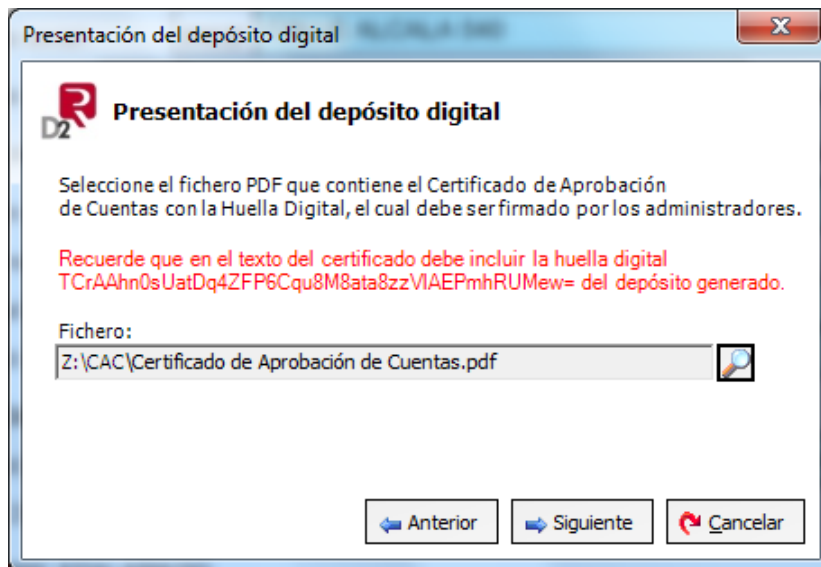 Presentación del depósito digital
D2R
Presentación del depósito digital
Seleccione el fichero PDF que contiene el Certificado de Aprobación
de Cuentas con la Huella Digital, el cual debe ser firmado por los administradores.
Recuerde que en el texto del certificado debe incluir la huella digital
TCrAAhn0sUatDq4ZFP6Cqu8M8ata8zzVIAEPmhRUMew= del depósito generado.
Fichero:
Z:\CAC\Certificado de Aprobación de Cuentas.pdf
Anterior
Siguiente
Cancelar